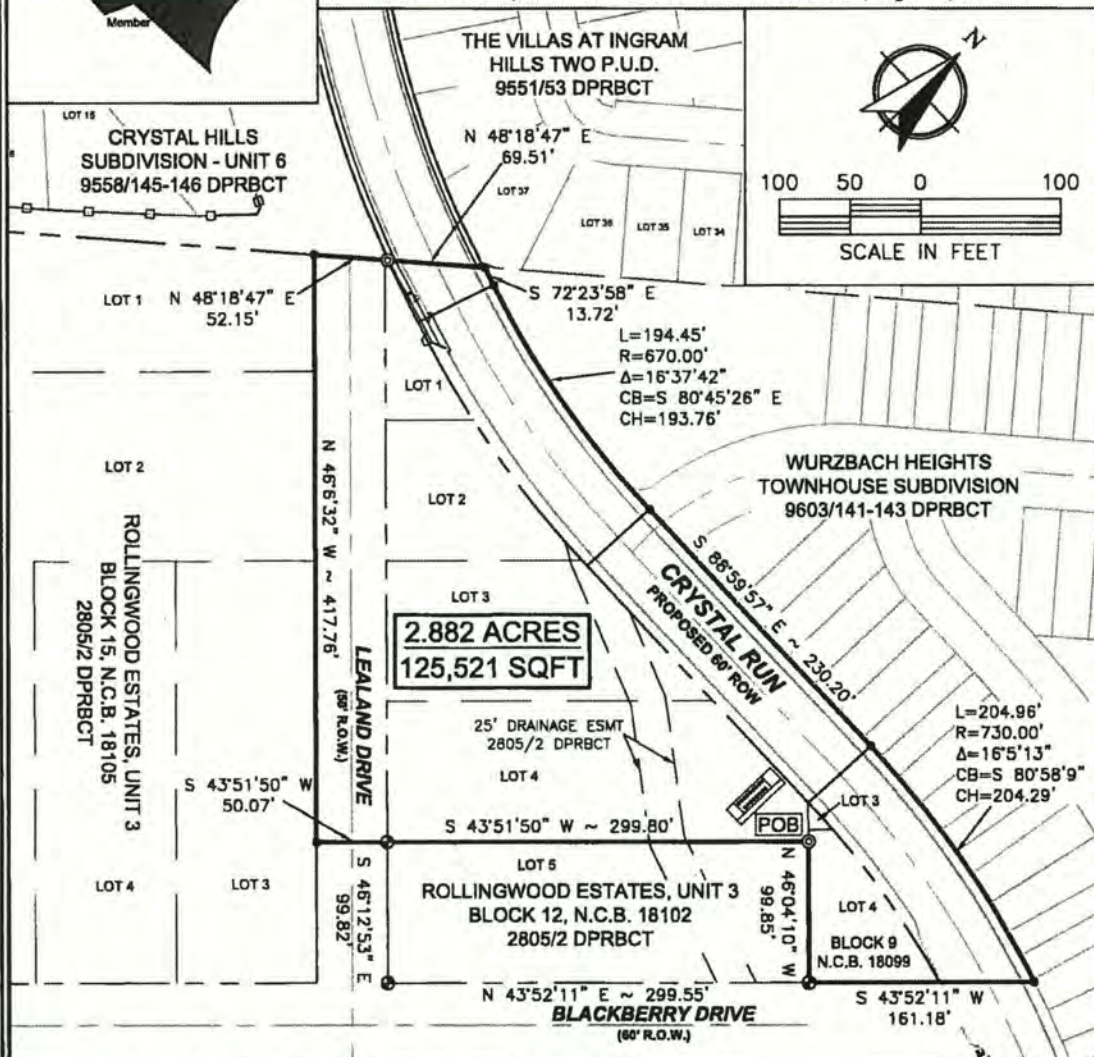 Member
THE VILLAS AT INGRAM
HILLS TWO P.U.D.
9551/53 DPRBCT
N
LOT 15
CRYSTAL HILLS
SUBDIVISION - UNIT 6
9558/145-146 DPRBCT
N 48°18'47" E
69.51'
LOT 37
LOT 36
LOT 35
LOT 34
100 50 0 100
SCALE IN FEET
LOT 1
N 48°18'47" E
52.15'
S 72°23'58" E
13.72'
L=194.45'
R=670.00'
Δ=16°37'42"
CB=S 80°45'26" E
CH=193.76'
LOT 1
LOT 2
LOT 2
WURZBACH HEIGHTS
TOWNHOUSE SUBDIVISION
9603/141-143 DPRBCT
N 46°6'32" W ~ 417.76'
ROLLINGWOOD ESTATES, UNIT 3
BLOCK 15, N.C.B. 18105
2805/2 DPRBCT
S 88°59'57" E ~ 230.20'
CRYSTAL RUN
PROPOSED 60' ROW
LOT 3
2.882 ACRES
125,521 SQFT
LEALAND DRIVE
(50' R.O.W.)
25' DRAINAGE ESMT
2805/2 DPRBCT
LOT 4
L=204.96'
R=730.00'
Δ=16°5'13"
CB=S 80°58'9" E
CH=204.29'
S 43°51'50" W
50.07'
S 43°51'50" W ~ 299.80'
POB
LOT 3
LOT 4
LOT 3
S 46°12'53" E
99.82'
LOT 5
ROLLINGWOOD ESTATES, UNIT 3
BLOCK 12, N.C.B. 18102
2805/2 DPRBCT
N 46°04'10" W
99.85'
LOT 4
BLOCK 9
N.C.B. 18099
N 43°52'11" E ~ 299.55'
BLACKBERRY DRIVE
(60' R.O.W.)
S 43°52'11" W
161.18'